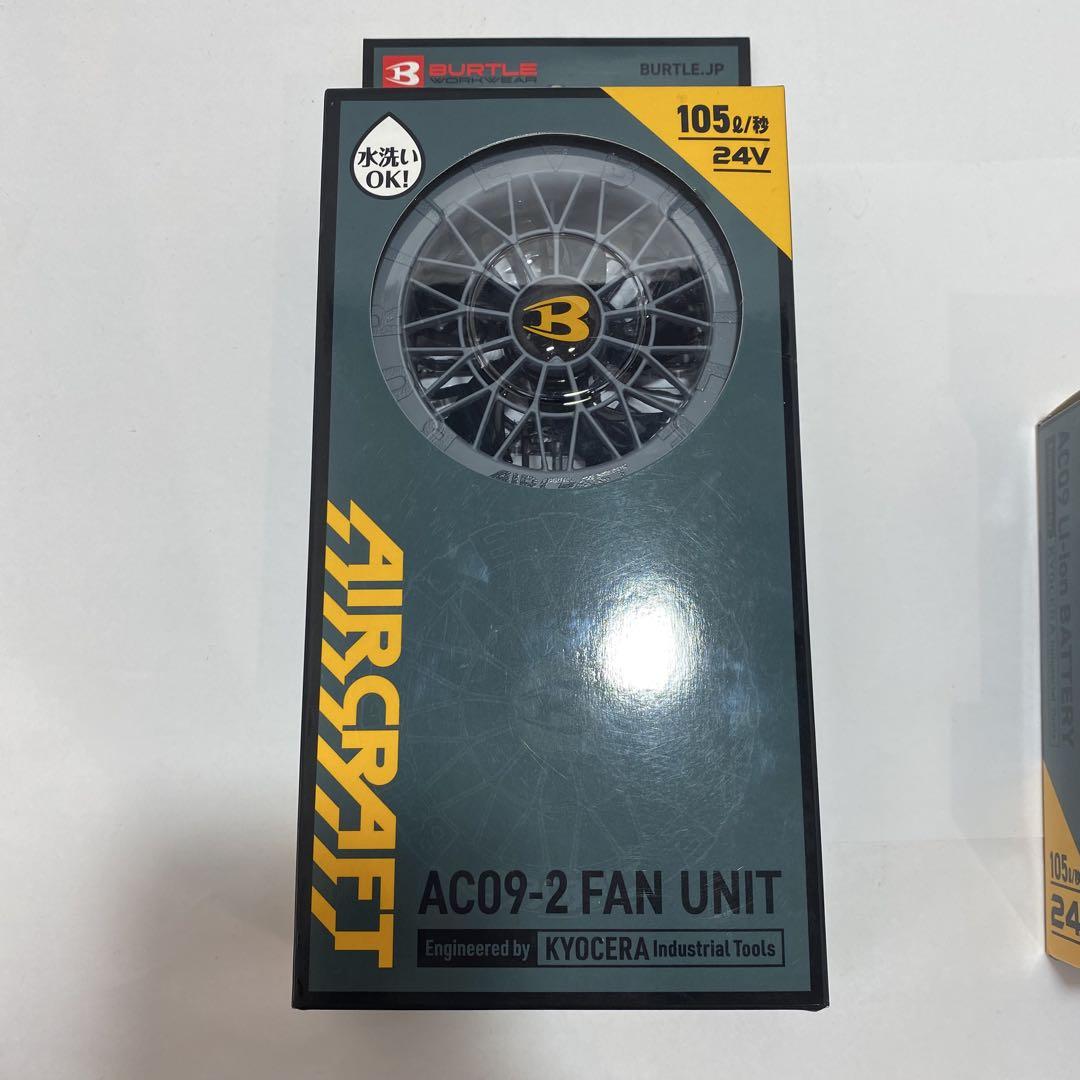 BURTLE
WORKWEAR
BURTLE.JP
水洗い
OK!
105ℓ/秒
24V
B
AIRCRAFT
AC09-2 FAN UNIT
Engineered by KYOCERA Industrial Tools
AC09 Li-ion BATTERY
105ℓ/秒
24